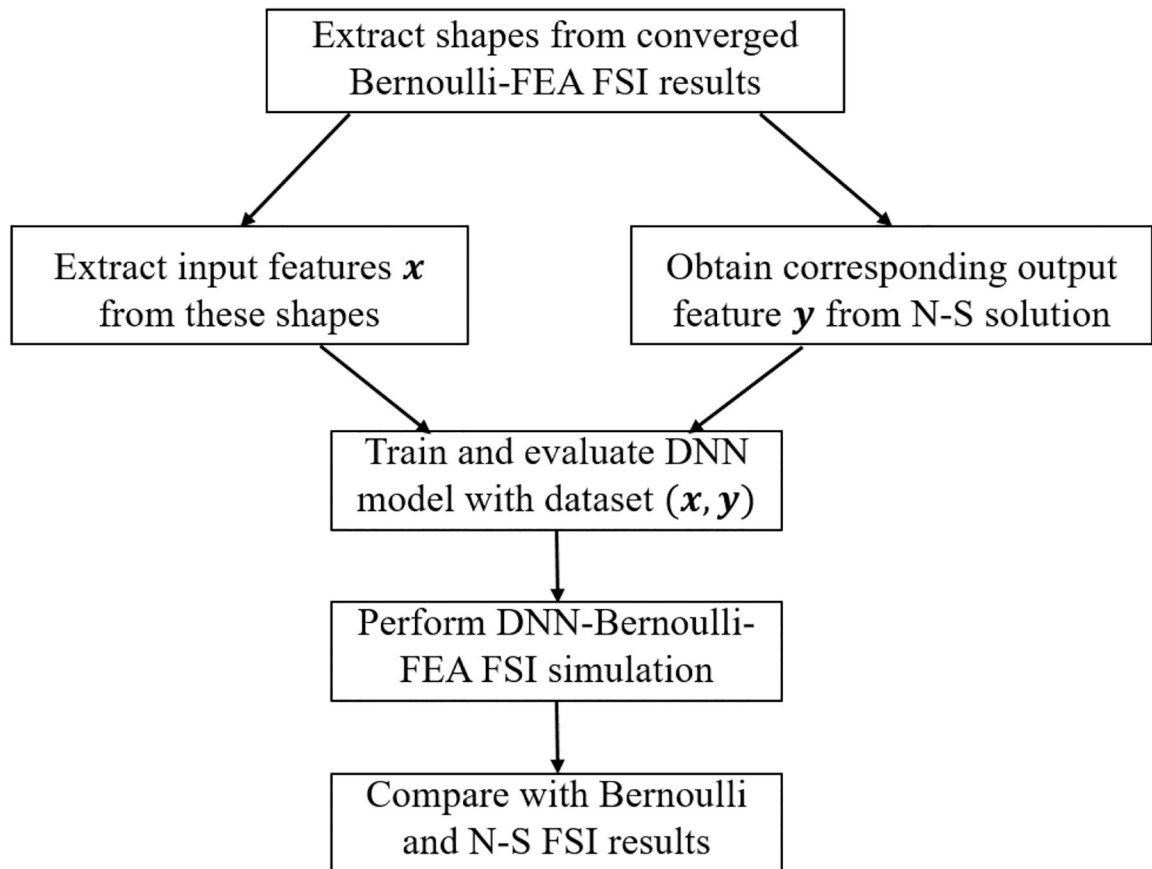 Extract shapes from converged
Bernoulli-FEA FSI results
Extract input features x
from these shapes
Obtain corresponding output
feature y from N-S solution
Train and evaluate DNN
model with dataset (x, y)
Perform DNN-Bernoulli-
FEA FSI simulation
Compare with Bernoulli
and N-S FSI results